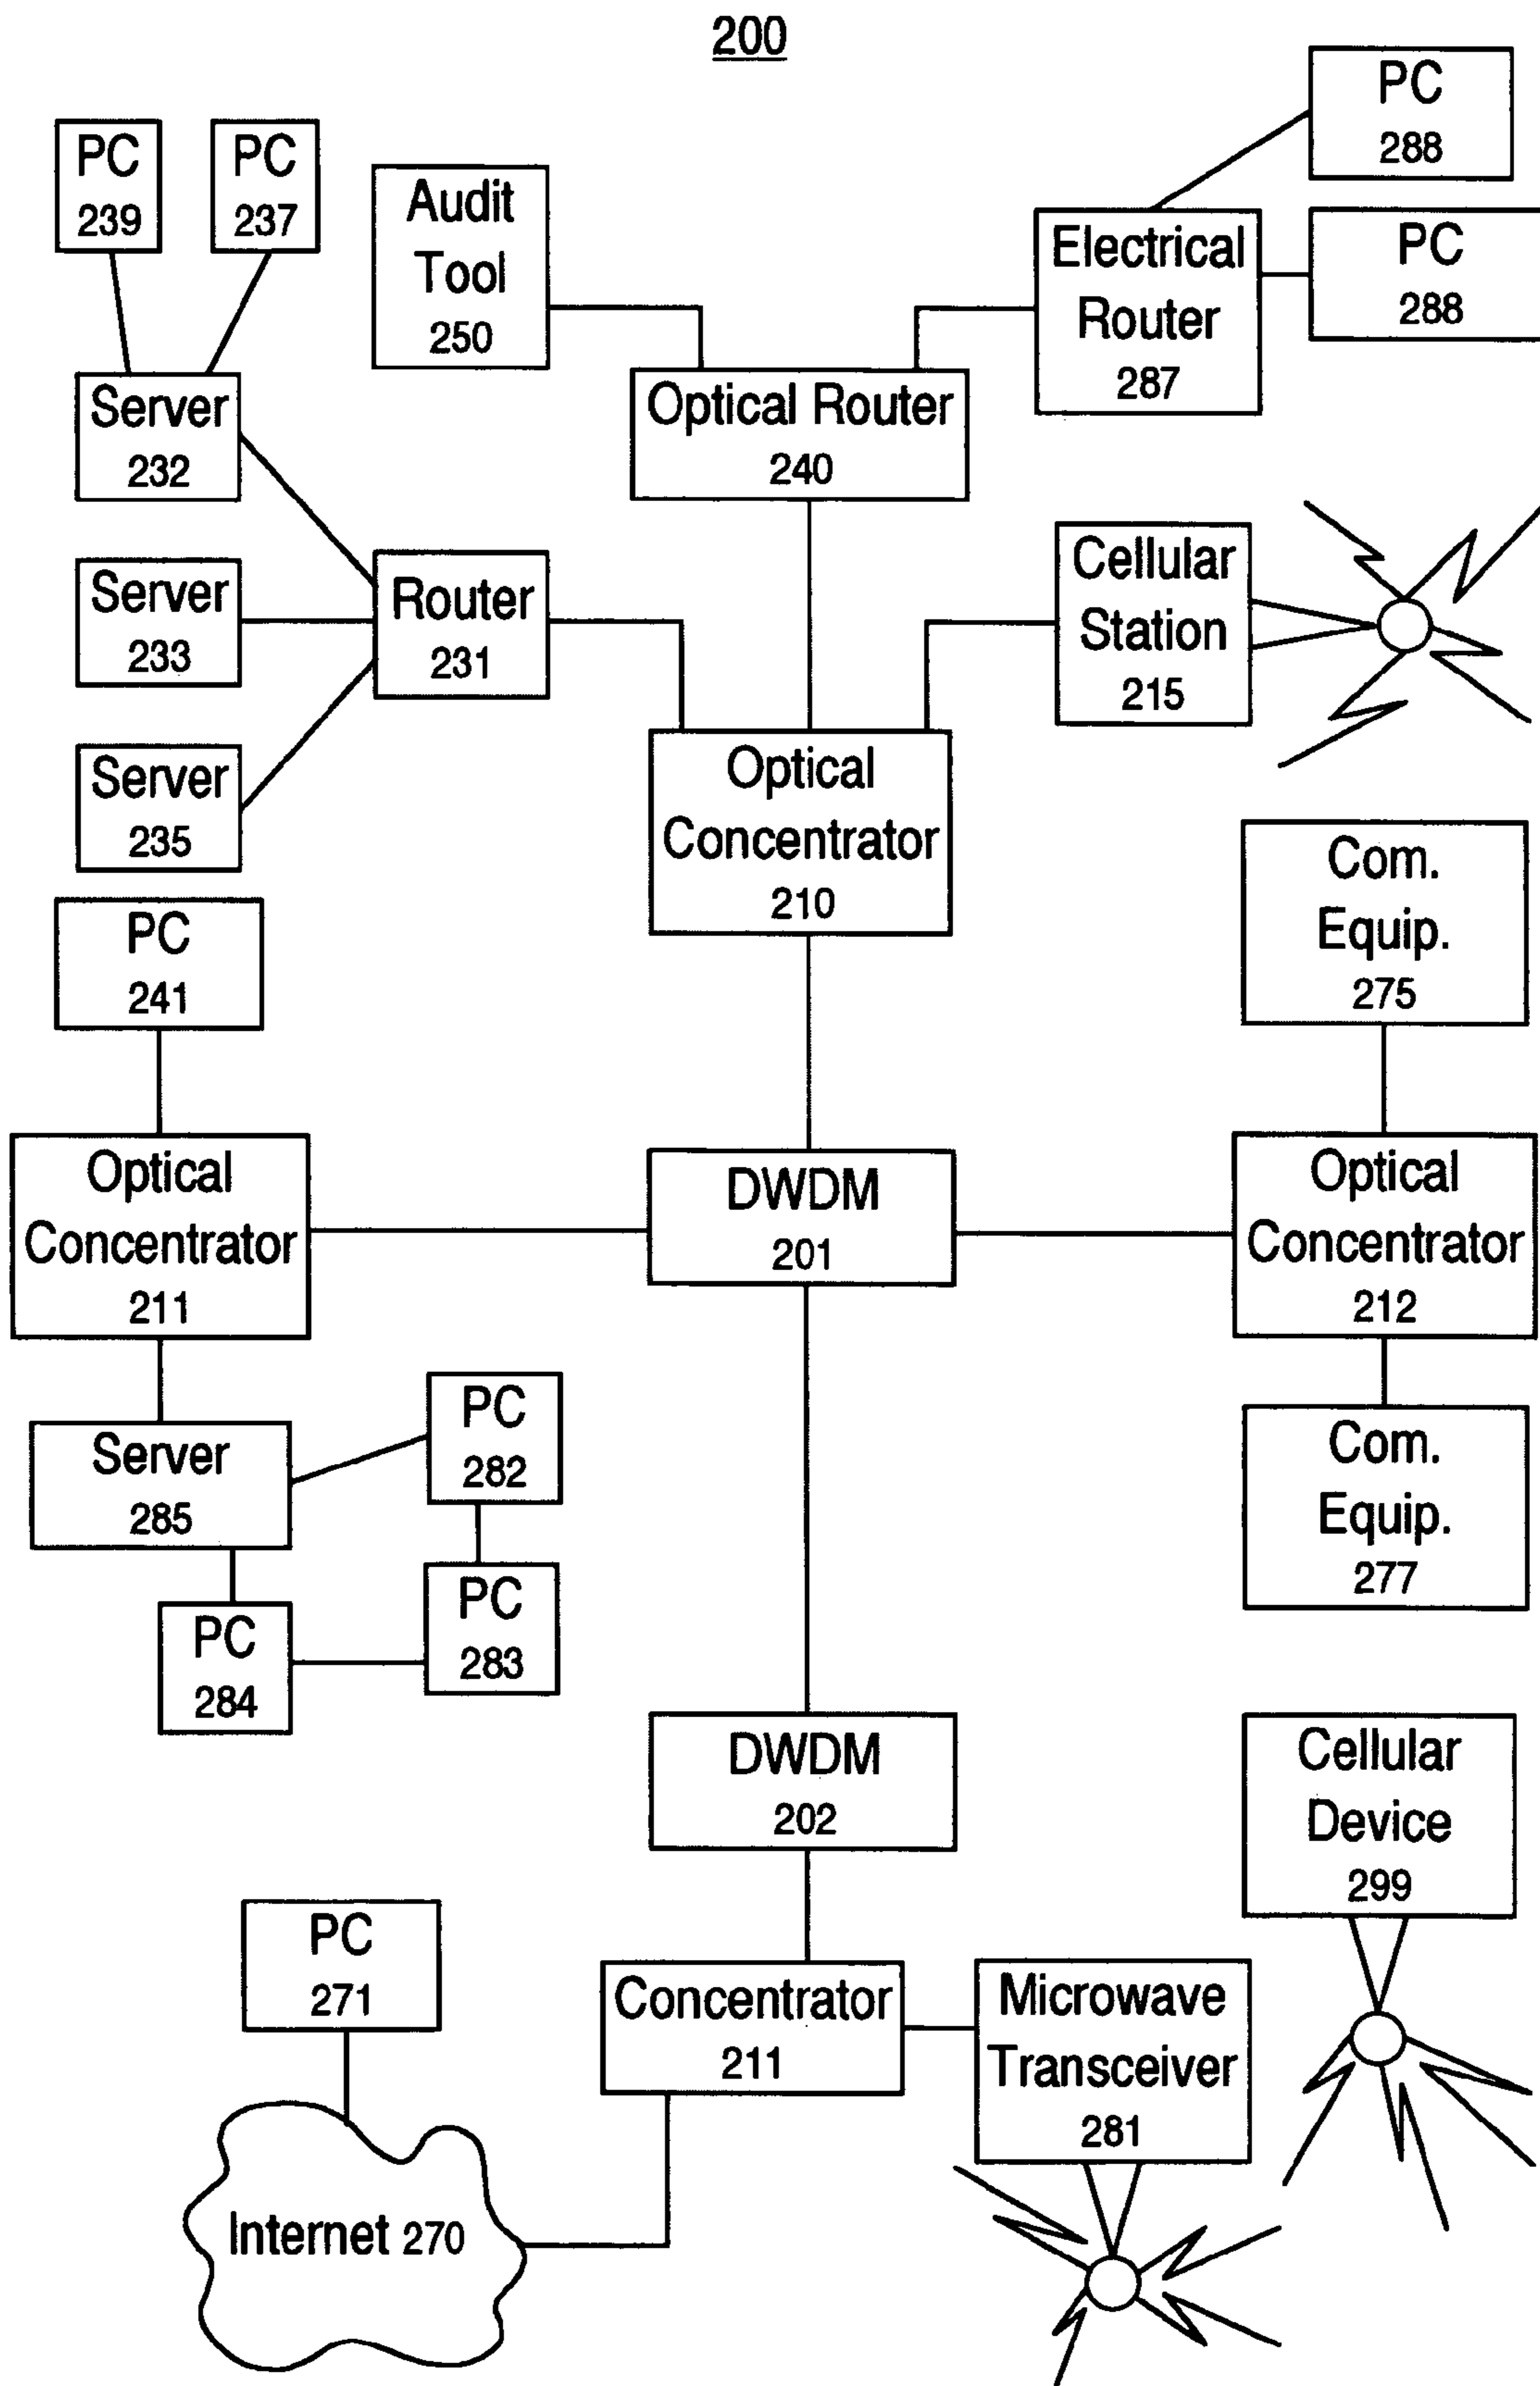 200
PC
288
PC
239
PC
237
Audit
Tool
250
Electrical
Router
287
PC
288
Server
232
Optical Router
240
Server
233
Router
231
Cellular
Station
215
Server
235
Optical
Concentrator
210
Com.
Equip.
275
PC
241
Optical
Concentrator
211
DWDM
201
Optical
Concentrator
212
Server
285
PC
282
Com.
Equip.
277
PC
284
PC
283
DWDM
202
Cellular
Device
299
PC
271
Concentrator
211
Microwave
Transceiver
281
Internet 270